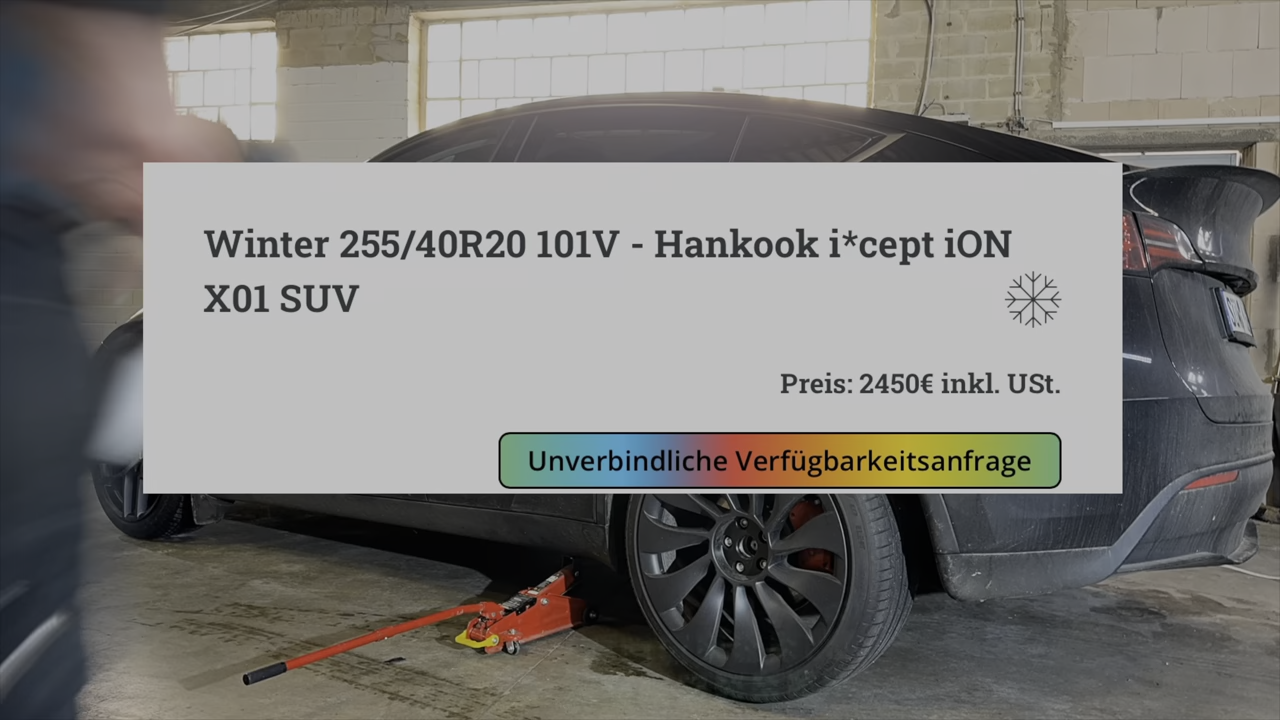 Winter 255/40R20 101V - Hankook i*cept iON
X01 SUV
Preis: 2450€ inkl. USt.
Unverbindliche Verfügbarkeitsanfrage